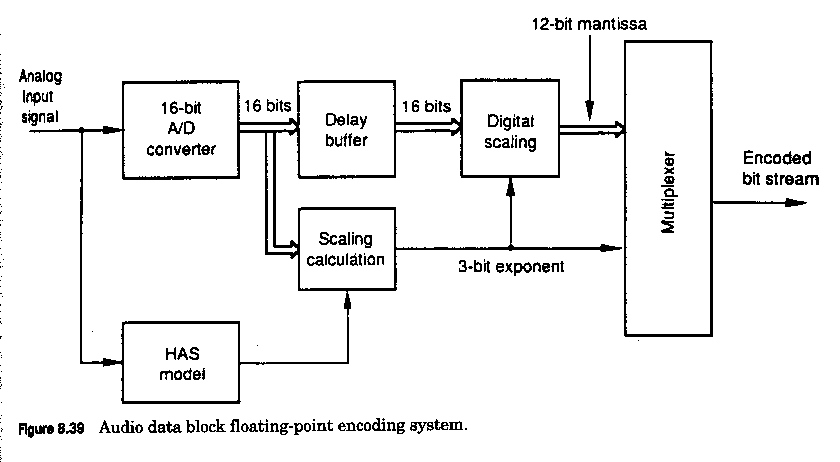 12-bit mantissa
Analog
Input
signal
16-bit
A/D
converter
16 bits
Delay
buffer
16 bits
Digital
scaling
Multiplexer
Encoded
bit stream
Scaling
calculation
3-bit exponent
HAS
model
Figure 8.39 Audio data block floating-point encoding system.